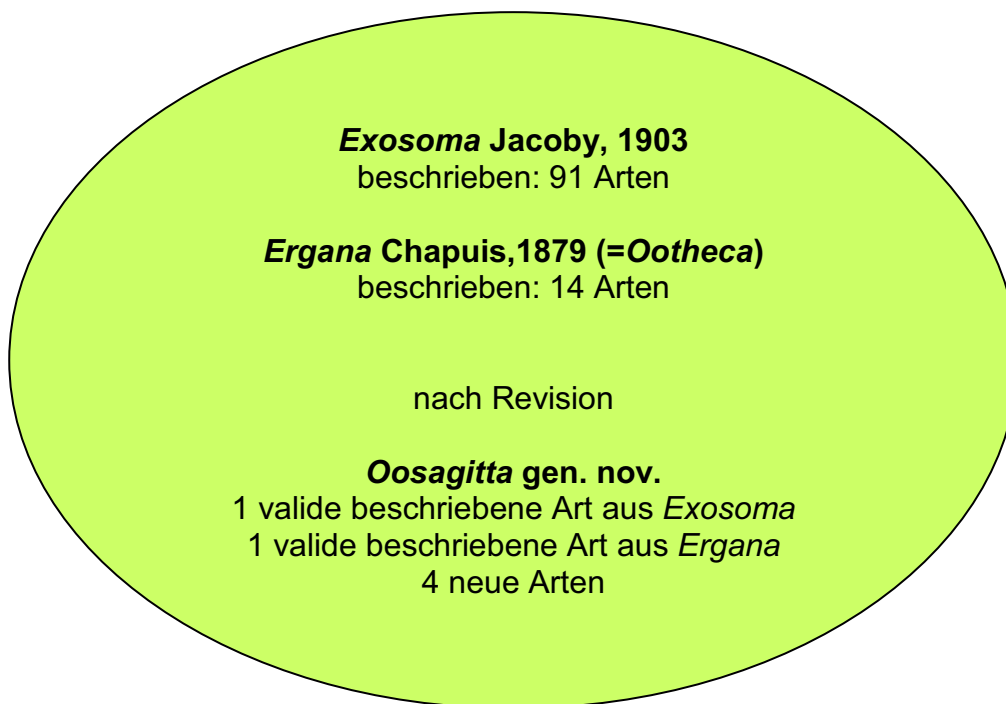 Exosoma Jacoby, 1903
beschrieben: 91 Arten
Ergana Chapuis,1879 (=Ootheca)
beschrieben: 14 Arten
nach Revision
Oosagitta gen. nov.
1 valide beschriebene Art aus Exosoma
1 valide beschriebene Art aus Ergana
4 neue Arten